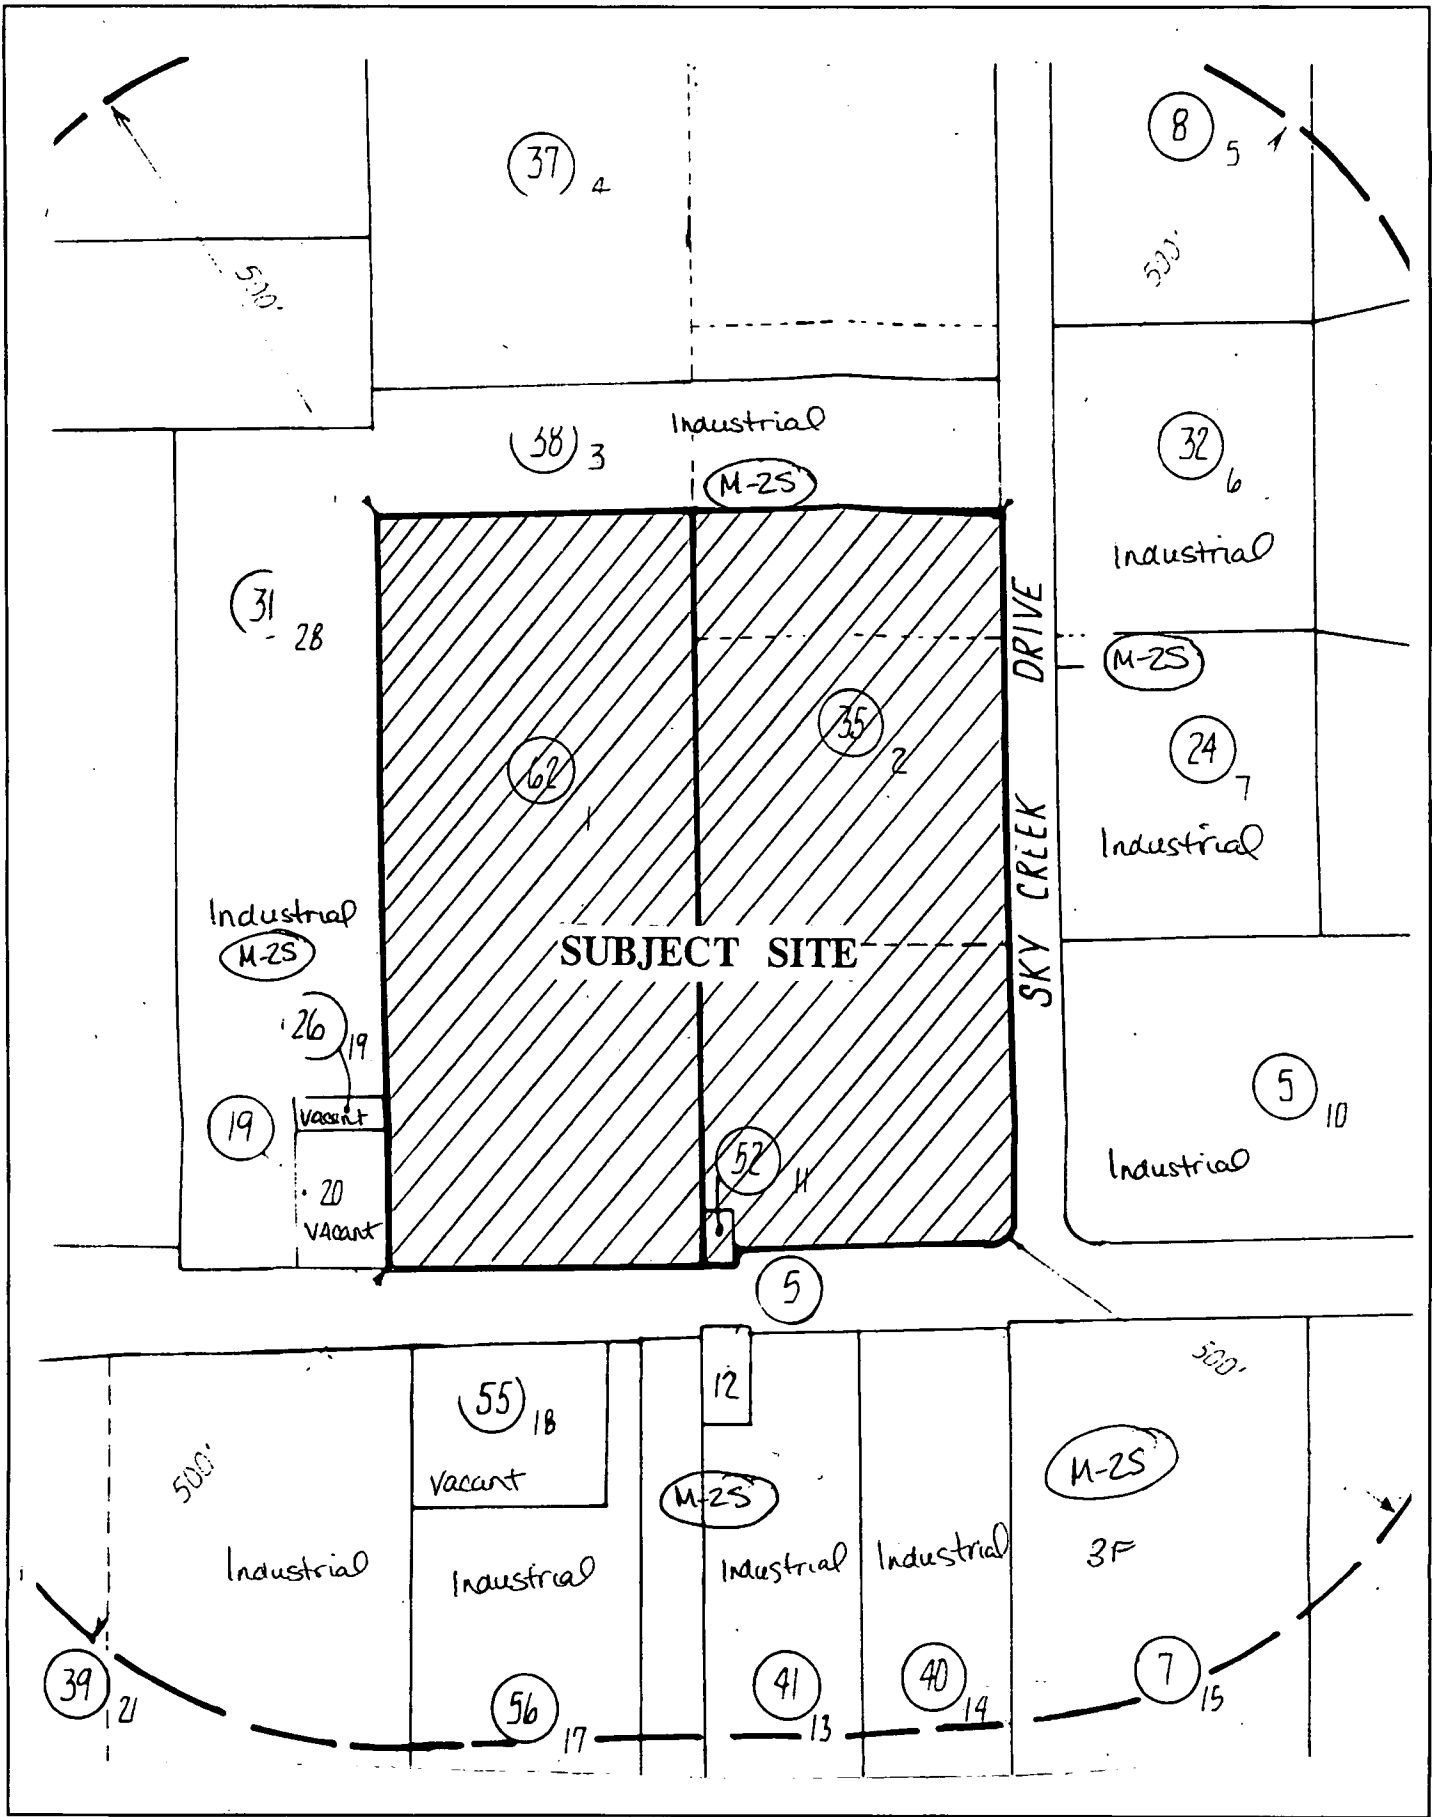 8
5
37
4
500'
500'
Industrial
38
3
M-2S
32
6
Industrial
31
28
DRIVE
M-2S
35
2
24
7
62
1
Industrial
SKY CREEK
Industrial
M-2S
SUBJECT SITE
26
19
5
10
19
vacant
52
11
Industrial
20
VACANT
5
500'
12
55
18
vacant
500'
M-2S
M-2S
Industrial
Industrial
Industrial
Industrial
3F
39
21
56
17
41
13
40
14
7
15